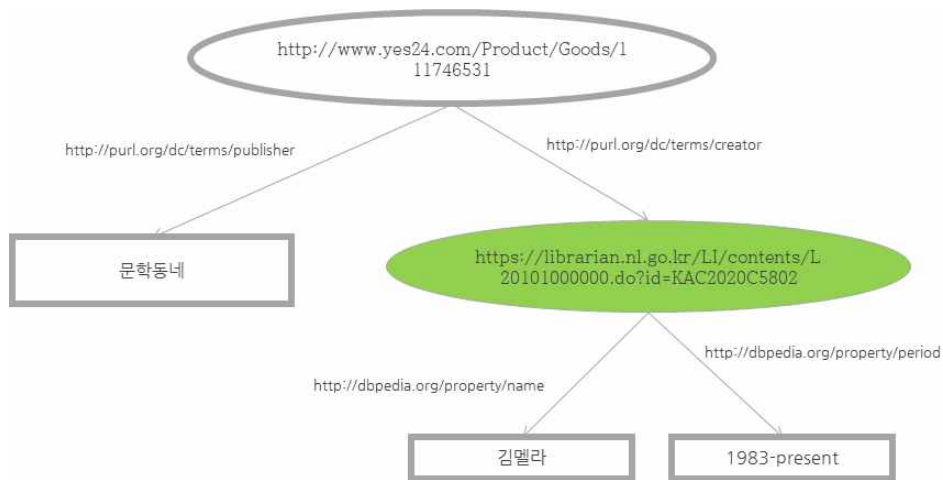 http://www.yes24.com/Product/Goods/1
11746531
http://purl.org/dc/terms/publisher
http://purl.org/dc/terms/creator
문학동네
https://librarian.nl.go.kr/LI/contents/L
20101000000.do?id=KAC2020C5802
http://dbpedia.org/property/period
http://dbpedia.org/property/name
김멜라
1983-present